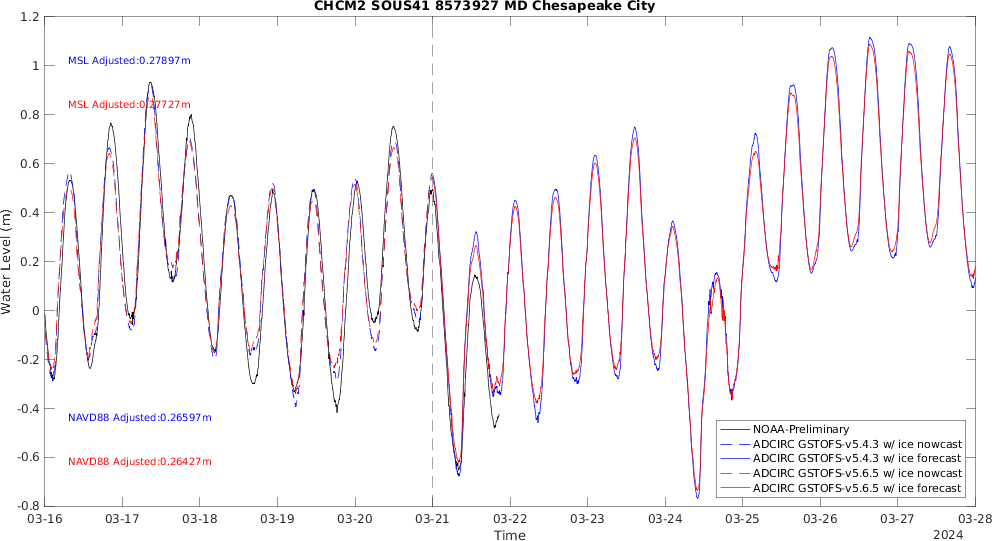 CHCM2 SOUS41 8573927 MD Chesapeake City
1.2
1
0.8
0.6
0.4
0.2
0
-0.2
-0.4
-0.6
-0.8
Water Level (m)
MSL Adjusted:0.27897m
MSL Adjusted:0.27727m
NAVD88 Adjusted:0.26597m
NAVD88 Adjusted:0.26427m
NOAA-Preliminary
ADCIRC GSTOFS-v5.4.3 w/ ice nowcast
ADCIRC GSTOFS-v5.4.3 w/ ice forecast
ADCIRC GSTOFS-v5.6.5 w/ ice nowcast
ADCIRC GSTOFS-v5.6.5 w/ ice forecast
03-16 03-17 03-18 03-19 03-20 03-21 03-22 03-23 03-24 03-25 03-26 03-27 03-28
Time
2024